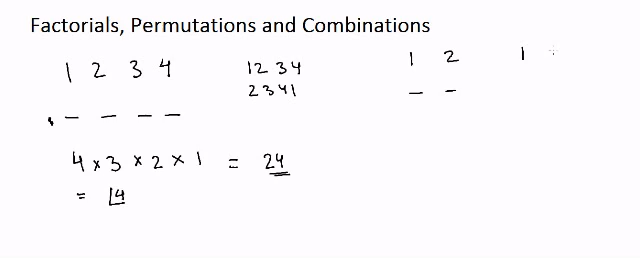 Factorials, Permutations and Combinations
1 2 3 4
1234
2341
1 2
1
4 × 3 × 2 × 1 = 24
= ⌊4